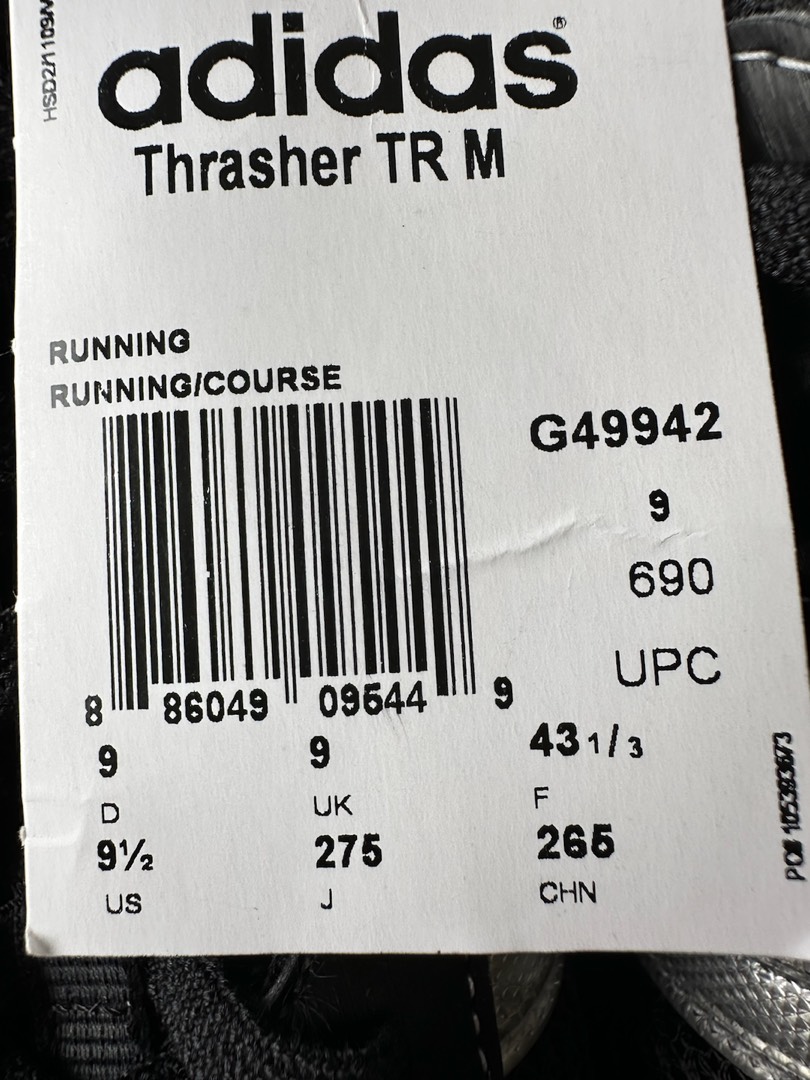 adidas®
Thrasher TR M
RUNNING
RUNNING/COURSE
G49942
9
690
UPC
8 86049 09544 9
9 9 43 1/3
D UK F
9½ 275 265
US J CHN